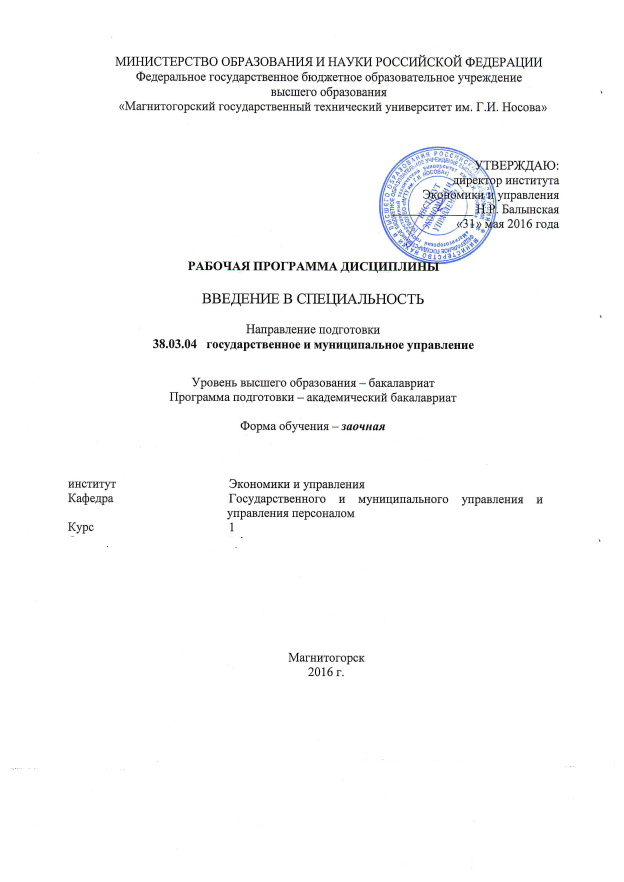 МИНИСТЕРСТВО ОБРАЗОВАНИЯ И НАУКИ РОССИЙСКОЙ ФЕДЕРАЦИИ
Федеральное государственное бюджетное образовательное учреждение
высшего образования
«Магнитогорский государственный технический университет им. Г.И. Носова»
УТВЕРЖДАЮ:
директор института
Экономики и управления
Н.Р. Балынская
«31» мая 2016 года
ИНСТИТУТ
ЭКОНОМИКИ И
УПРАВЛЕНИЯ
РАБОЧАЯ ПРОГРАММА ДИСЦИПЛИНЫ
ВВЕДЕНИЕ В СПЕЦИАЛЬНОСТЬ
Направление подготовки
38.03.04 государственное и муниципальное управление
Уровень высшего образования – бакалавриат
Программа подготовки – академический бакалавриат
Форма обучения – заочная
институт Экономики и управления
Кафедра Государственного и муниципального управления и
управления персоналом
Курс 1
Магнитогорск
2016 г.